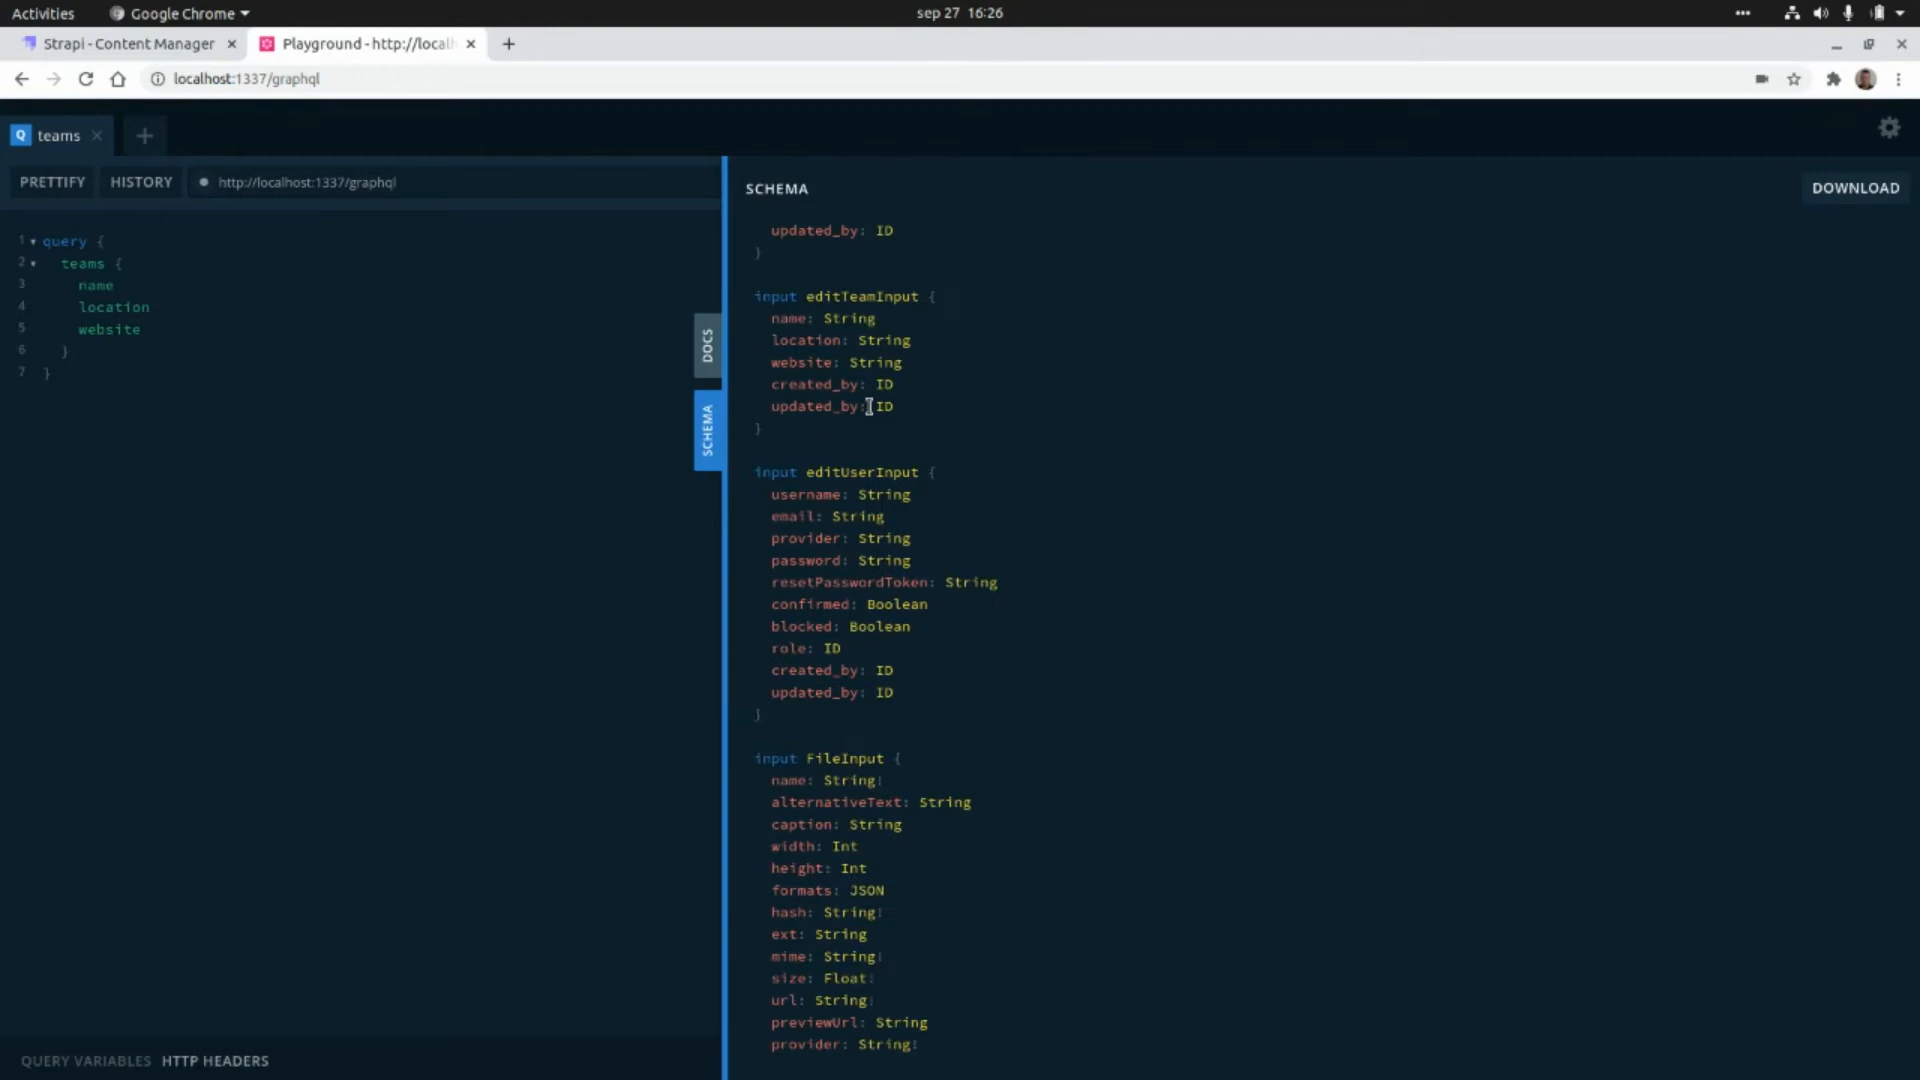 Activities
Google Chrome
sep 27 16:26
Strapi - Content Manager
Playground - http://localh
localhost:1337/graphql
Q teams
PRETTIFY
HISTORY
http://localhost:1337/graphql
1 query {
2 teams {
3 name
4 location
5 website
6 }
7 }
DOCS
SCHEMA
SCHEMA
DOWNLOAD
updated_by: ID
}
input editTeamInput {
name: String
location: String
website: String
created_by: ID
updated_by: ID
}
input editUserInput {
username: String
email: String
provider: String
password: String
resetPasswordToken: String
confirmed: Boolean
blocked: Boolean
role: ID
created_by: ID
updated_by: ID
}
input FileInput {
name: String!
alternativeText: String
caption: String
width: Int
height: Int
formats: JSON
hash: String!
ext: String
mime: String!
size: Float!
url: String!
previewUrl: String
provider: String!
QUERY VARIABLES
HTTP HEADERS